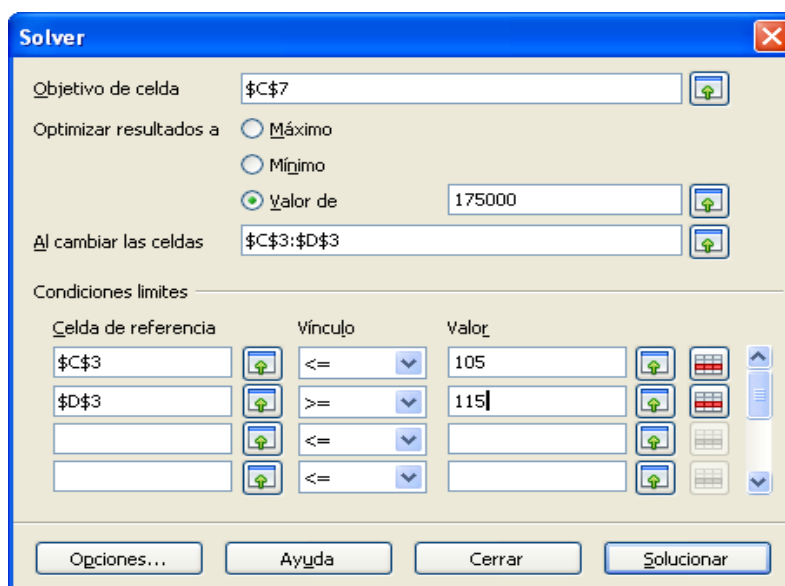 Solver
Objetivo de celda $C$7
Optimizar resultados a Máximo
Mínimo
Valor de 175000
Al cambiar las celdas $C$3:$D$3
Condiciones limites
Celda de referencia Vínculo Valor
$C$3 <= 105
$D$3 >= 115
<=
<=
Opciones... Ayuda Cerrar Solucionar